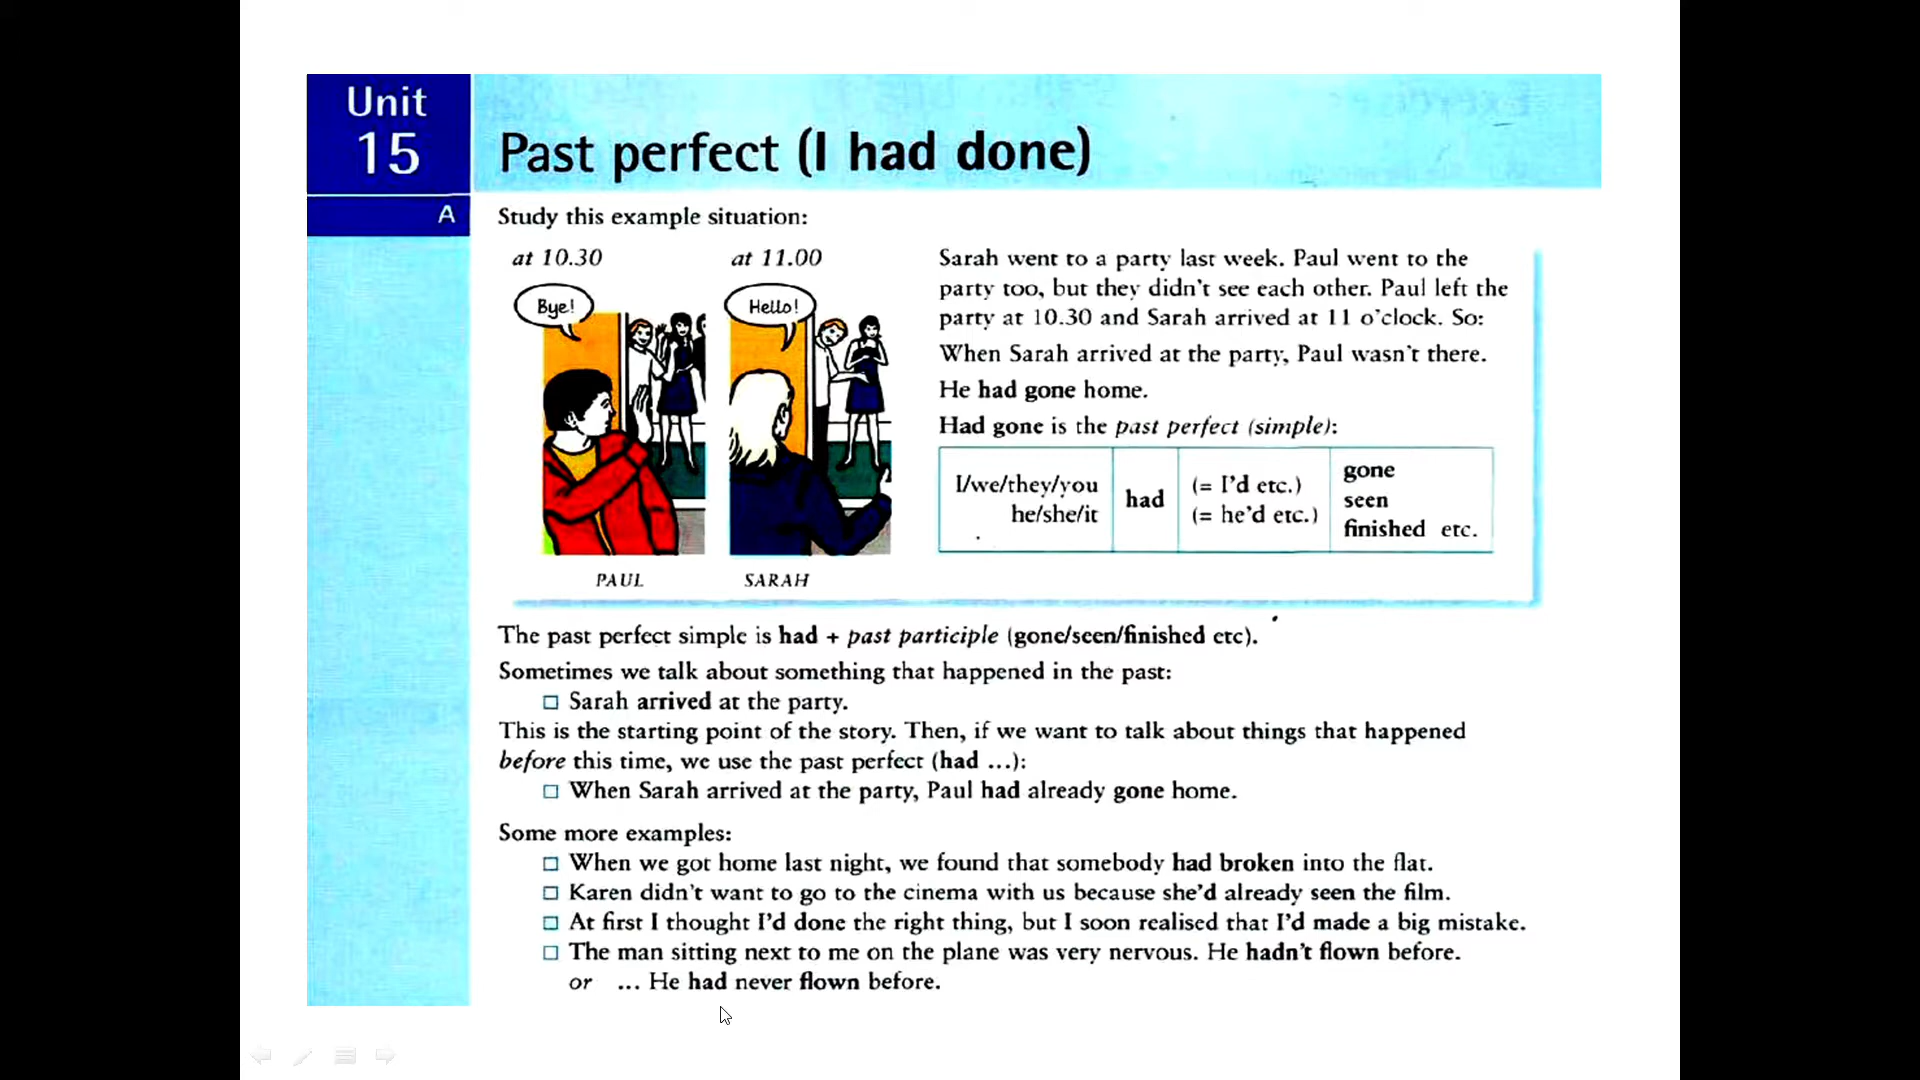 Unit
15
Past perfect (I had done)
A
Study this example situation:
at 10.30
at 11.00
Bye!
Hello!
PAUL
SARAH
Sarah went to a party last week. Paul went to the
party too, but they didn't see each other. Paul left the
party at 10.30 and Sarah arrived at 11 o'clock. So:
When Sarah arrived at the party, Paul wasn't there.
He had gone home.
Had gone is the past perfect (simple):
I/we/they/you
he/she/it
had
(= I'd etc.)
(= he'd etc.)
gone
seen
finished etc.
The past perfect simple is had + past participle (gone/seen/finished etc).
Sometimes we talk about something that happened in the past:
□ Sarah arrived at the party.
This is the starting point of the story. Then, if we want to talk about things that happened
before this time, we use the past perfect (had ...):
□ When Sarah arrived at the party, Paul had already gone home.
Some more examples:
□ When we got home last night, we found that somebody had broken into the flat.
□ Karen didn't want to go to the cinema with us because she'd already seen the film.
□ At first I thought I'd done the right thing, but I soon realised that I'd made a big mistake.
□ The man sitting next to me on the plane was very nervous. He hadn't flown before.
or ... He had never flown before.